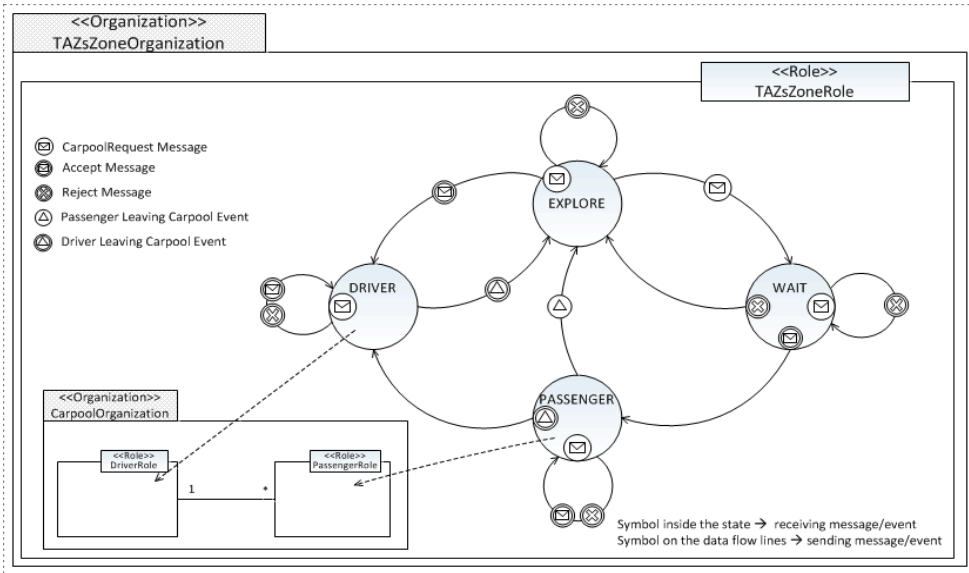 <<Organization>>
TAZsZoneOrganization
<<Role>>
TAZsZoneRole
CarpoolRequest Message
Accept Message
Reject Message
Passenger Leaving Carpool Event
Driver Leaving Carpool Event
EXPLORE
DRIVER
WAIT
PASSENGER
<<Organization>>
CarpoolOrganization
<<Role>>
DriverRole
<<Role>>
PassengerRole
1
*
Symbol inside the state → receiving message/event
Symbol on the data flow lines → sending message/event